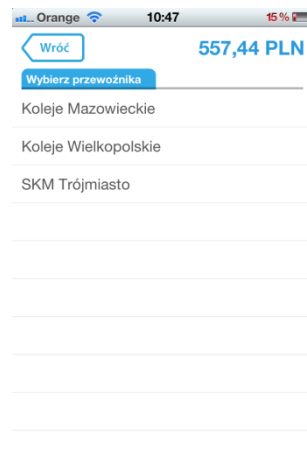 Orange 10:47 15 %
Wróć 557,44 PLN
Wybierz przewoźnika
Koleje Mazowieckie
Koleje Wielkopolskie
SKM Trójmiasto